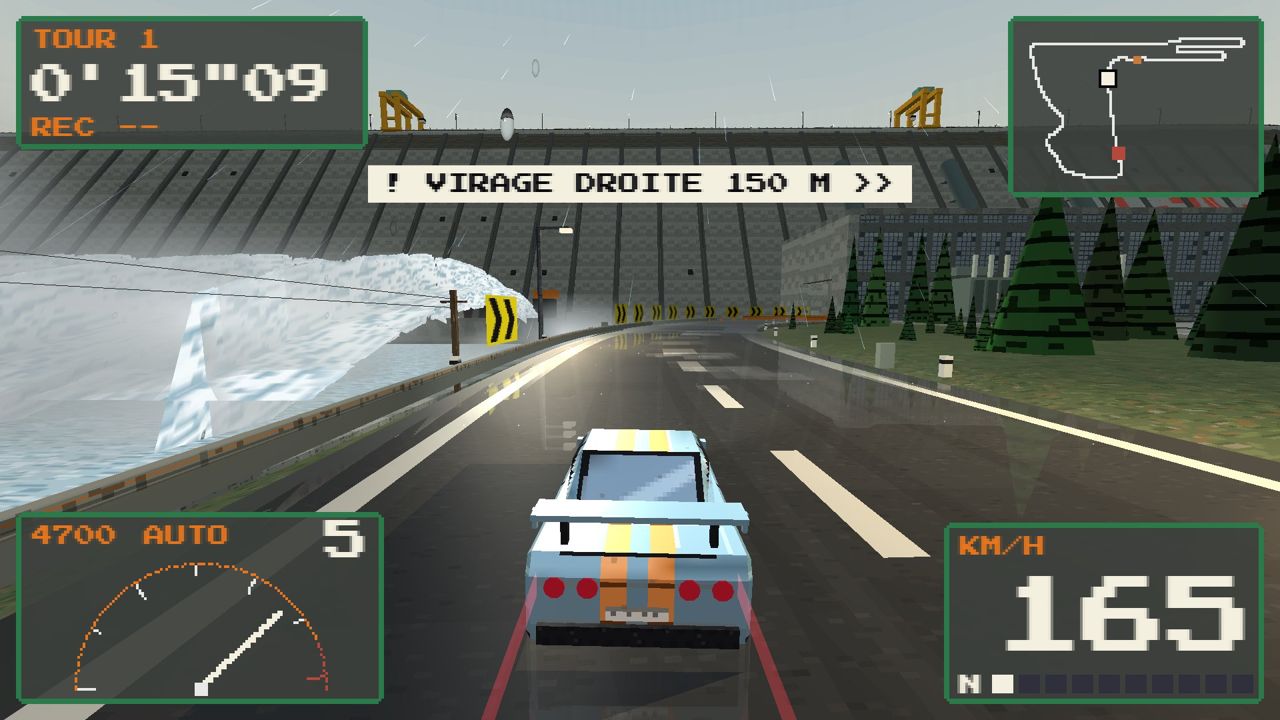 TOUR 1
0'15"09
REC --
! VIRAGE DROITE 150 M >>
4700 AUTO 5
KM/H
165
N